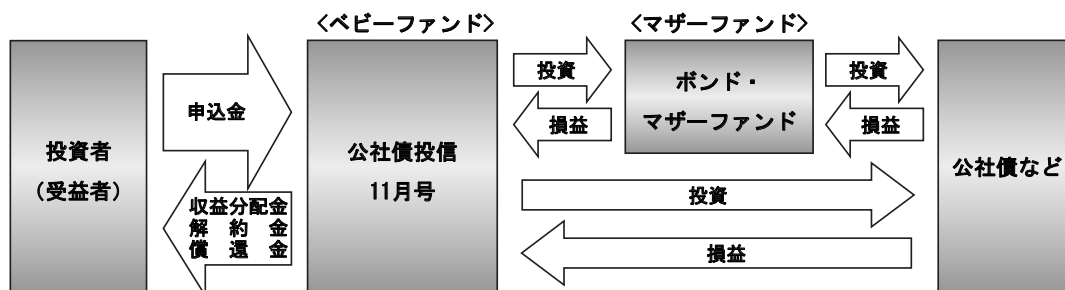 <ベビーファンド>
<マザーファンド>
投資者
（受益者）
申込金
収益分配金
解約金
償還金
公社債投信
11月号
投資
損益
ボンド・
マザーファンド
投資
損益
投資
損益
公社債など